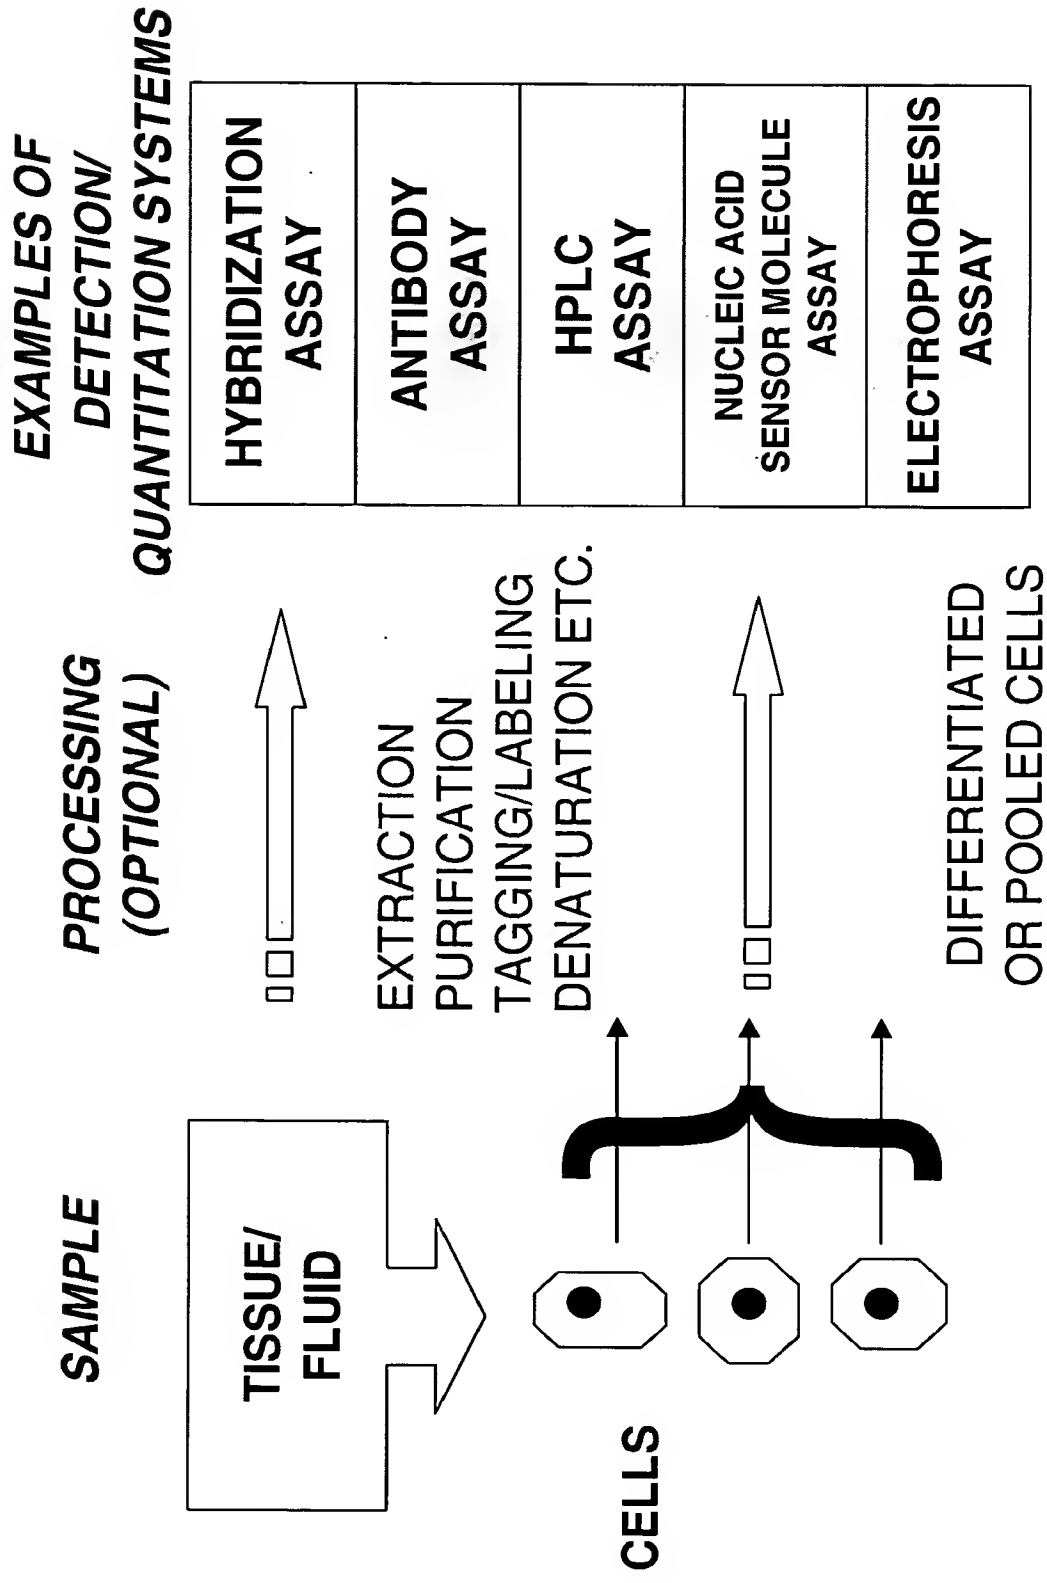 SAMPLE
TISSUE/
FLUID
CELLS
PROCESSING
(OPTIONAL)
EXTRACTION
PURIFICATION
TAGGING/LABELING
DENATURATION ETC.
DIFFERENTIATED
OR POOLED CELLS
EXAMPLES OF
DETECTION/
QUANTITATION SYSTEMS
HYBRIDIZATION
ASSAY
ANTIBODY
ASSAY
HPLC
ASSAY
NUCLEIC ACID
SENSOR MOLECULE
ASSAY
ELECTROPHORESIS
ASSAY